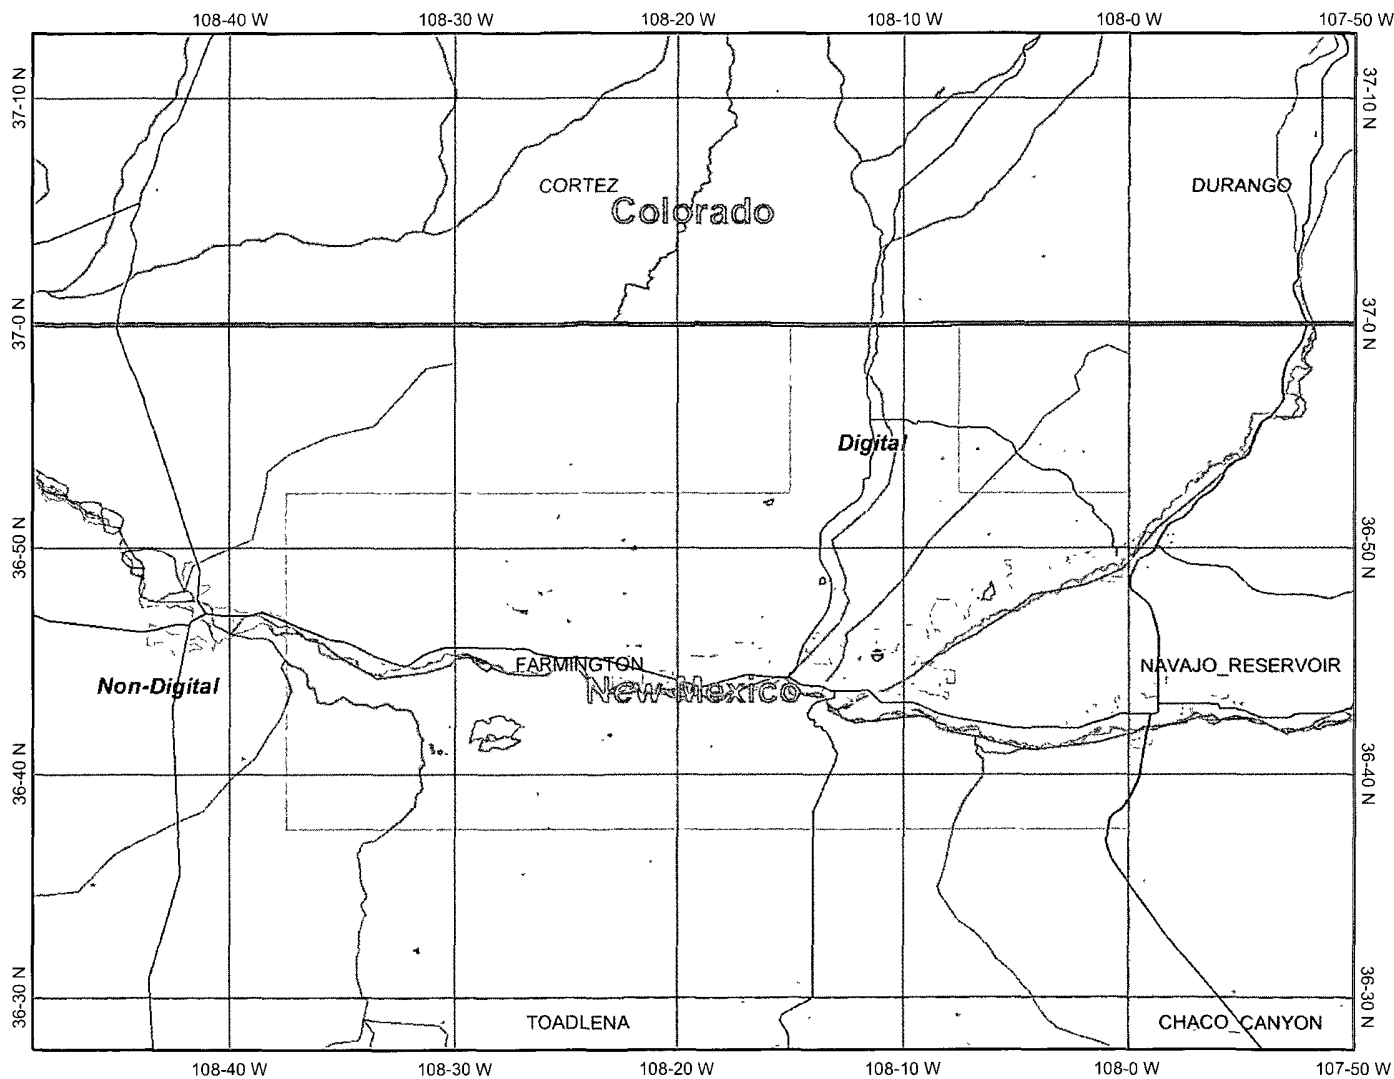 108-40 W 108-30 W 108-20 W 108-10 W 108-0 W 107-50 W
37-10 N 37-10 N
CORTEZ DURANGO
Colorado
37-0 N 37-0 N
Digital
36-50 N 36-50 N
FARMINGTON NAVAJO_RESERVOIR
Non-Digital New Mexico
36-40 N 36-40 N
36-30 N 36-30 N
TOADLENA CHACO_CANYON
108-40 W 108-30 W 108-20 W 108-10 W 108-0 W 107-50 W